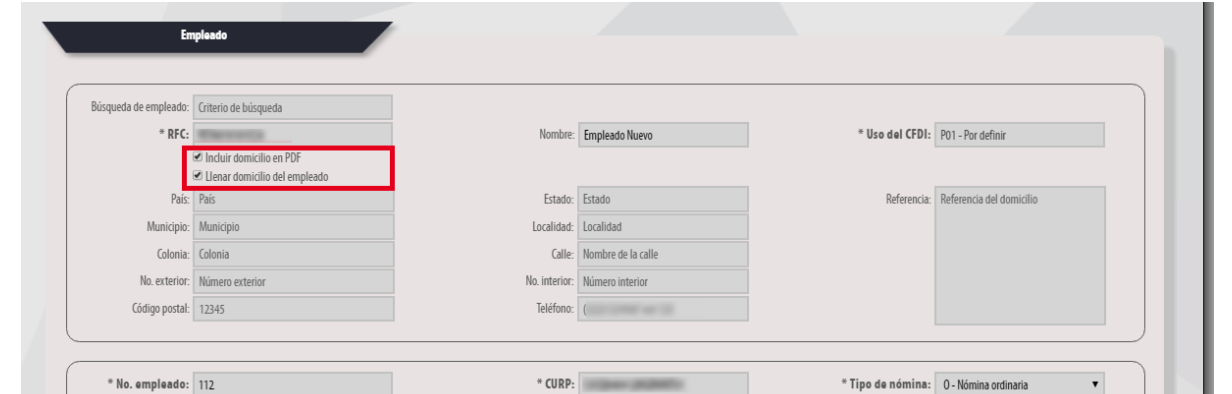 Empleado
Búsqueda de empleado: Criterio de búsqueda
* RFC: Nombre: Empleado Nuevo * Uso del CFDI: P01 - Por definir
Incluir domicilio en PDF
Llenar domicilio del empleado
País: País Estado: Estado Referencia: Referencia del domicilio
Municipio: Municipio Localidad: Localidad
Colonia: Colonia Calle: Nombre de la calle
No. exterior: Número exterior No. interior: Número interior
Código postal: 12345 Teléfono: (
* No. empleado: 112 * CURP: * Tipo de nómina: O - Nómina ordinaria